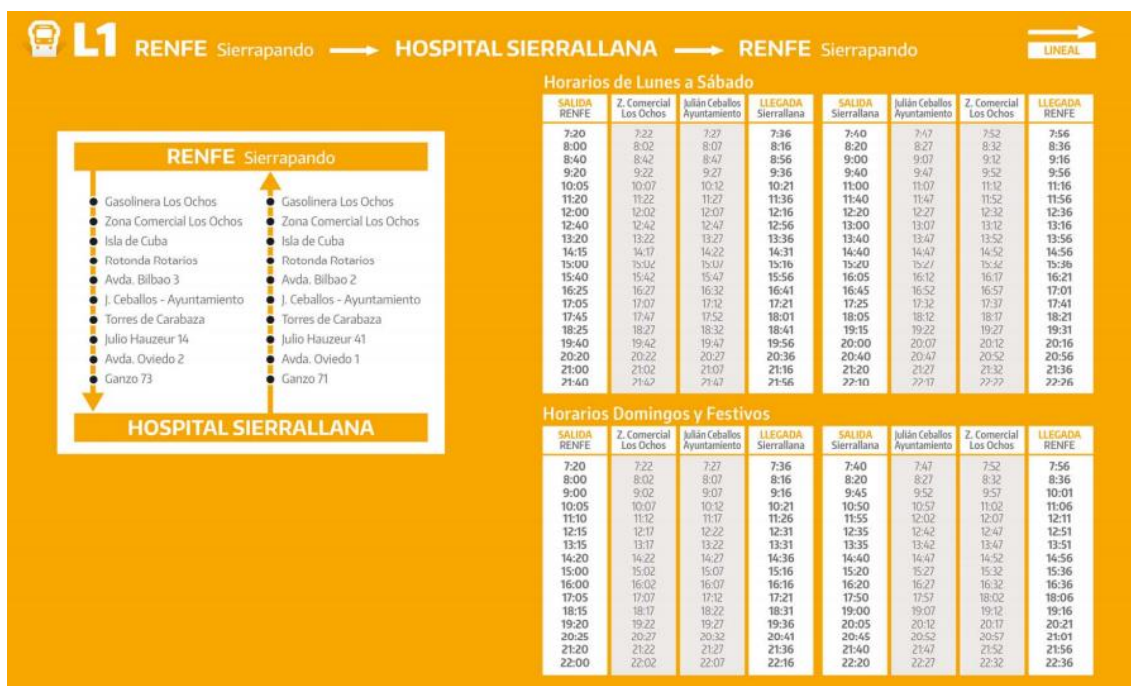 L1 RENFE Sierrapando HOSPITAL SIERRALLANA RENFE Sierrapando
LINEAL
RENFE Sierrapando
Gasolinera Los Ochos Gasolinera Los Ochos
Zona Comercial Los Ochos Zona Comercial Los Ochos
Isla de Cuba Isla de Cuba
Rotonda Rotarios Rotonda Rotarios
Avda. Bilbao 3 Avda. Bilbao 2
J. Ceballos - Ayuntamiento J. Ceballos - Ayuntamiento
Torres de Carabaza Torres de Carabaza
Julio Hauzeur 14 Julio Hauzeur 41
Avda. Oviedo 2 Avda. Oviedo 1
Ganzo 73 Ganzo 71
HOSPITAL SIERRALLANA
Horarios de Lunes a Sábado
SALIDA Z. Comercial Julián Ceballos LLEGADA SALIDA Julián Ceballos Z. Comercial LLEGADA
RENFE Los Ochos Ayuntamiento Sierrallana Sierrallana Ayuntamiento Los Ochos RENFE
7:20 7:22 7:27 7:36 7:40 7:47 7:52 7:56
8:00 8:02 8:07 8:16 8:20 8:27 8:32 8:36
8:40 8:42 8:47 8:56 9:00 9:07 9:12 9:16
9:20 9:22 9:27 9:36 9:40 9:47 9:52 9:56
10:05 10:07 10:12 10:21 11:00 11:07 11:12 11:16
11:20 11:22 11:27 11:36 11:40 11:47 11:52 11:56
12:00 12:02 12:07 12:16 12:20 12:27 12:32 12:36
12:40 12:42 12:47 12:56 13:00 13:07 13:12 13:16
13:20 13:22 13:27 13:36 13:40 13:47 13:52 13:56
14:15 14:17 14:22 14:31 14:40 14:47 14:52 14:56
15:00 15:02 15:07 15:16 15:20 15:27 15:32 15:36
15:40 15:42 15:47 15:56 16:05 16:12 16:17 16:21
16:25 16:27 16:32 16:41 16:45 16:52 16:57 17:01
17:05 17:07 17:12 17:21 17:25 17:32 17:37 17:41
17:45 17:47 17:52 18:01 18:05 18:12 18:17 18:21
18:25 18:27 18:32 18:41 19:15 19:22 19:27 19:31
19:40 19:42 19:47 19:56 20:00 20:07 20:12 20:16
20:20 20:22 20:27 20:36 20:40 20:47 20:52 20:56
21:00 21:02 21:07 21:16 21:20 21:27 21:32 21:36
21:40 21:42 21:47 21:56 22:10 22:17 22:22 22:26
Horarios Domingos y Festivos
SALIDA Z. Comercial Julián Ceballos LLEGADA SALIDA Julián Ceballos Z. Comercial LLEGADA
RENFE Los Ochos Ayuntamiento Sierrallana Sierrallana Ayuntamiento Los Ochos RENFE
7:20 7:22 7:27 7:36 7:40 7:47 7:52 7:56
8:00 8:02 8:07 8:16 8:20 8:27 8:32 8:36
9:00 9:02 9:07 9:16 9:45 9:52 9:57 10:01
10:05 10:07 10:12 10:21 10:50 10:57 11:02 11:06
11:10 11:12 11:17 11:26 11:55 12:02 12:07 12:11
12:15 12:17 12:22 12:31 12:35 12:42 12:47 12:51
13:15 13:17 13:22 13:31 13:35 13:42 13:47 13:51
14:20 14:22 14:27 14:36 14:40 14:47 14:52 14:56
15:00 15:02 15:07 15:16 15:20 15:27 15:32 15:36
16:00 16:02 16:07 16:16 16:20 16:27 16:32 16:36
17:05 17:07 17:12 17:21 17:50 17:57 18:02 18:06
18:15 18:17 18:22 18:31 19:00 19:07 19:12 19:16
19:20 19:22 19:27 19:36 20:05 20:12 20:17 20:21
20:25 20:27 20:32 20:41 20:45 20:52 20:57 21:01
21:20 21:22 21:27 21:36 21:40 21:47 21:52 21:56
22:00 22:02 22:07 22:16 22:20 22:27 22:32 22:36